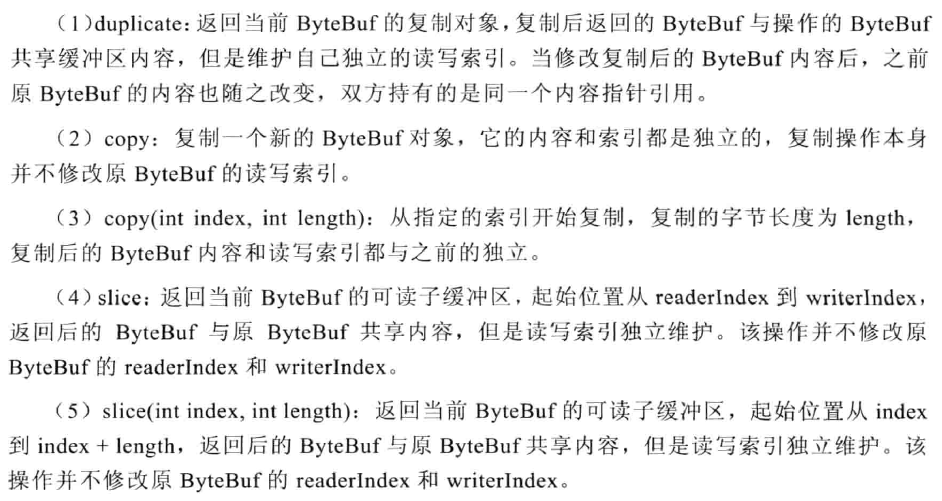 （1）duplicate：返回当前 ByteBuf 的复制对象，复制后返回的 ByteBuf 与操作的 ByteBuf
共享缓冲区内容，但是维护自己独立的读写索引。当修改复制后的 ByteBuf 内容后，之前
原 ByteBuf 的内容也随之改变，双方持有的是同一个内容指针引用。
（2）copy：复制一个新的 ByteBuf 对象，它的内容和索引都是独立的，复制操作本身
并不修改原 ByteBuf 的读写索引。
（3）copy(int index, int length)：从指定的索引开始复制，复制的字节长度为 length，
复制后的 ByteBuf 内容和读写索引都与之前的独立。
（4）slice：返回当前 ByteBuf 的可读子缓冲区，起始位置从 readerIndex 到 writerIndex，
返回后的 ByteBuf 与原 ByteBuf 共享内容，但是读写索引独立维护。该操作并不修改原
ByteBuf 的 readerIndex 和 writerIndex。
（5）slice(int index, int length)：返回当前 ByteBuf 的可读子缓冲区，起始位置从 index
到 index + length，返回后的 ByteBuf 与原 ByteBuf 共享内容，但是读写索引独立维护。该
操作并不修改原 ByteBuf 的 readerIndex 和 writerIndex。